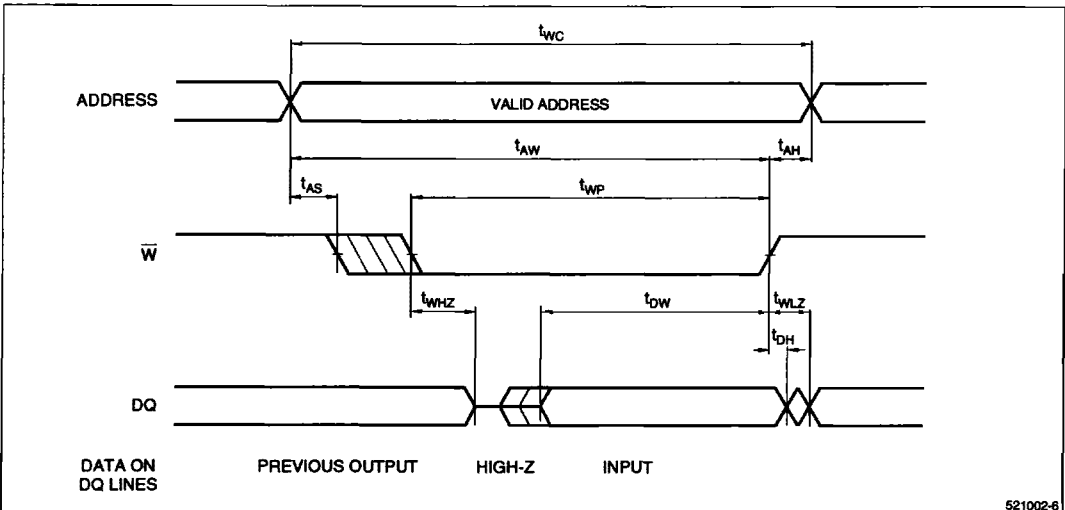 tWC
ADDRESS
VALID ADDRESS
tAW
tAH
tAS
tWP
W̅
tWHZ
tDW
tWLZ
tDH
DQ
DATA ON
DQ LINES
PREVIOUS OUTPUT
HIGH-Z
INPUT
521002-6